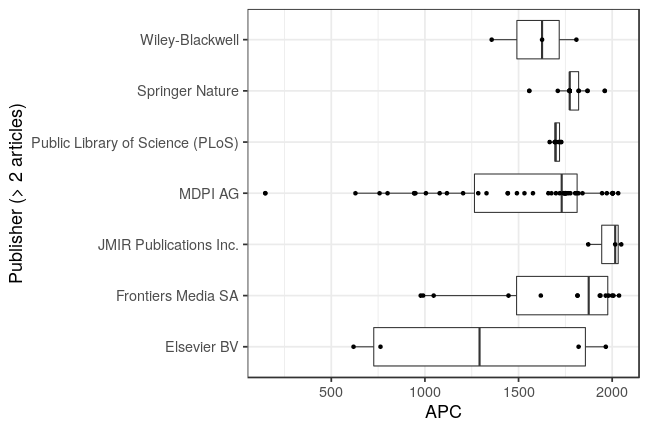 Publisher (> 2 articles)
Wiley-Blackwell
Springer Nature
Public Library of Science (PLoS)
MDPI AG
JMIR Publications Inc.
Frontiers Media SA
Elsevier BV
500 1000 1500 2000
APC